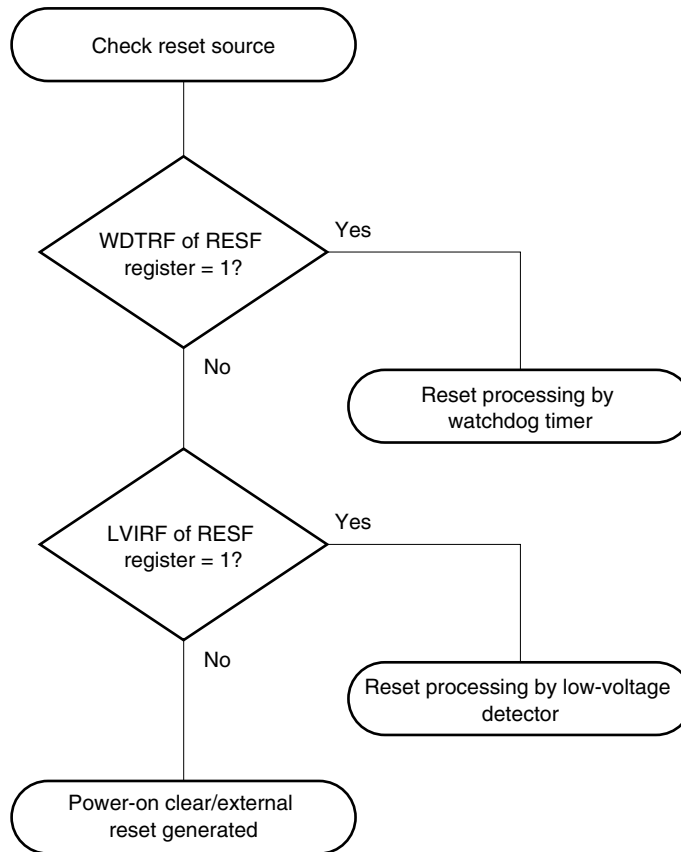 Check reset source
WDTRF of RESF
register = 1?
Yes
No
Reset processing by
watchdog timer
LVIRF of RESF
register = 1?
Yes
No
Reset processing by low-voltage
detector
Power-on clear/external
reset generated